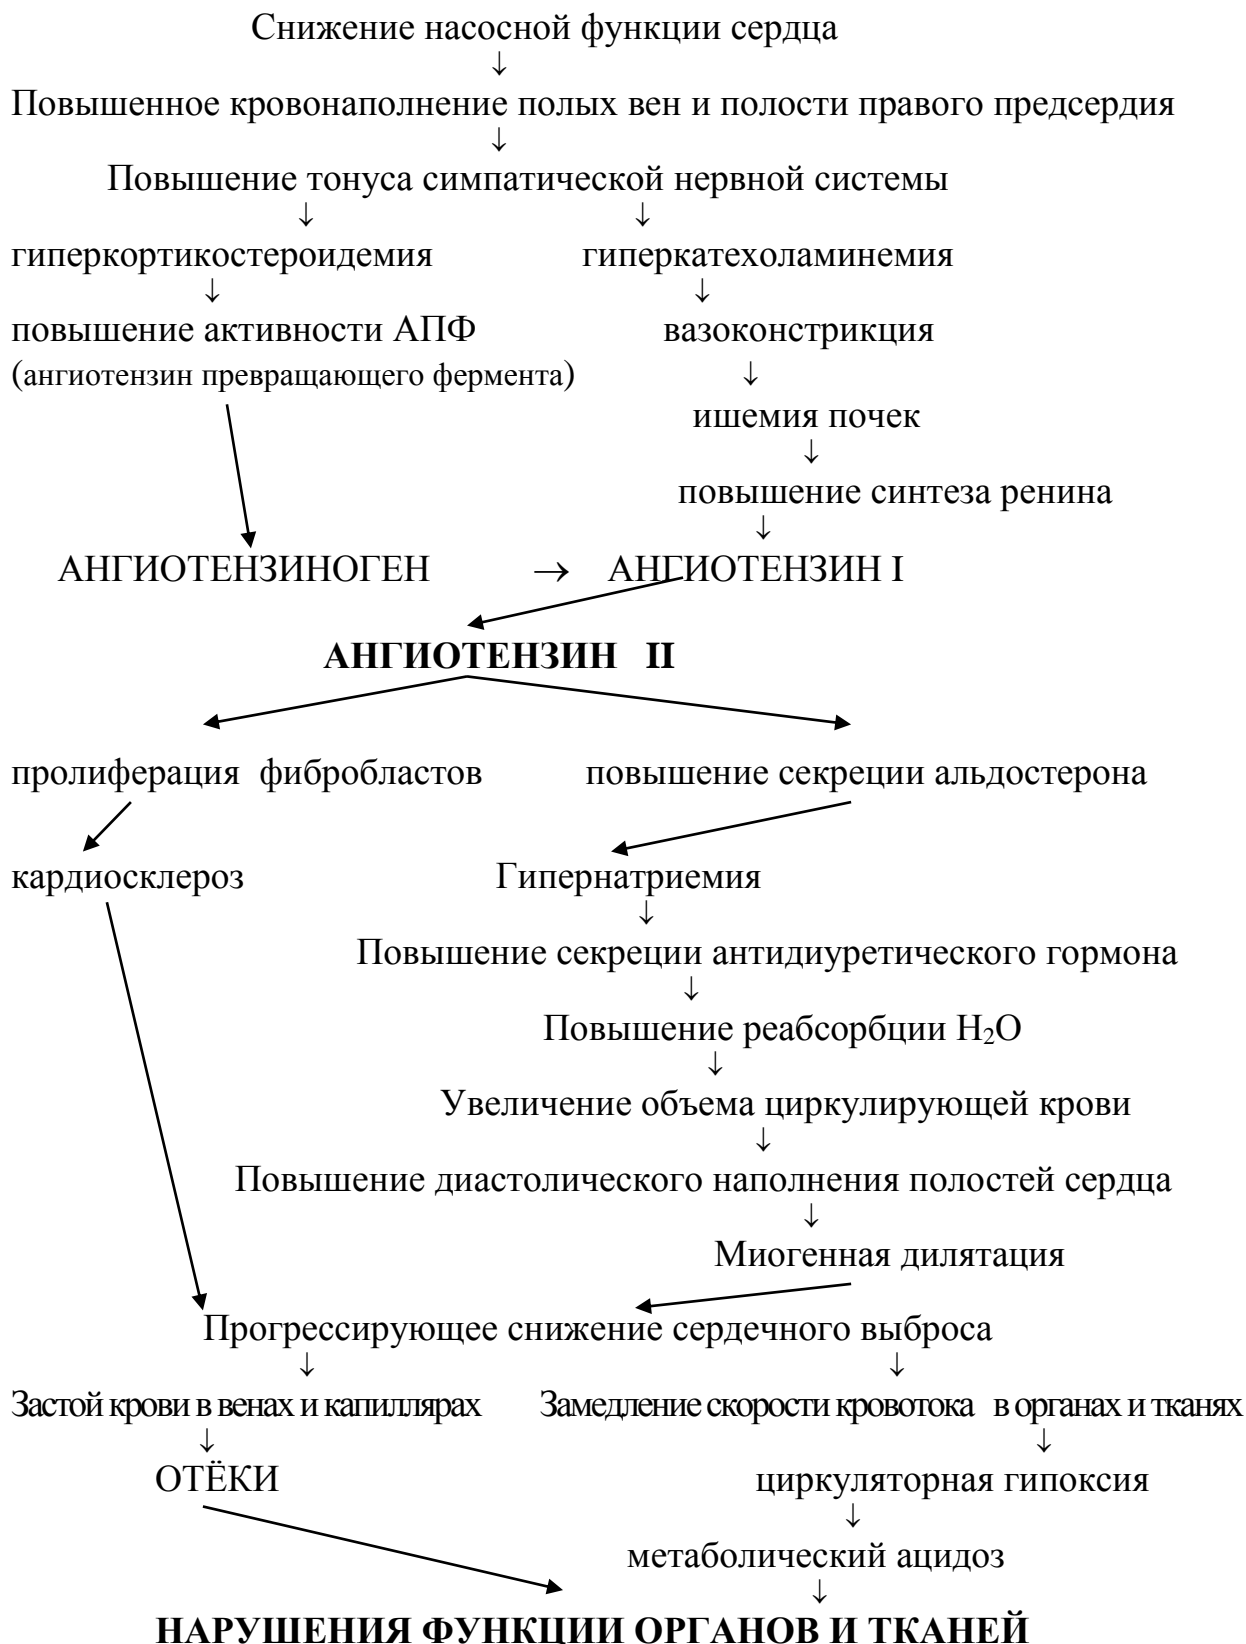 Снижение насосной функции сердца
↓
Повышенное кровонаполнение полых вен и полости правого предсердия
↓
Повышение тонуса симпатической нервной системы
↓ ↓
гиперкортикостероидемия гиперкатехоламинемия
↓ ↓
повышение активности АПФ вазоконстрикция
(ангиотензин превращающего фермента) ↓
ишемия почек
↓
повышение синтеза ренина
↓
АНГИОТЕНЗИНОГЕН → АНГИОТЕНЗИН I
АНГИОТЕНЗИН II
пролиферация фибробластов повышение секреции альдостерона
кардиосклероз Гипернатриемия
↓
Повышение секреции антидиуретического гормона
↓
Повышение реабсорбции H₂O
↓
Увеличение объема циркулирующей крови
↓
Повышение диастолического наполнения полостей сердца
↓
Миогенная дилятация
Прогрессирующее снижение сердечного выброса
↓ ↓
Застой крови в венах и капиллярах Замедление скорости кровотока в органах и тканях
↓ ↓
ОТЁКИ циркуляторная гипоксия
↓
метаболический ацидоз
↓
НАРУШЕНИЯ ФУНКЦИИ ОРГАНОВ И ТКАНЕЙ